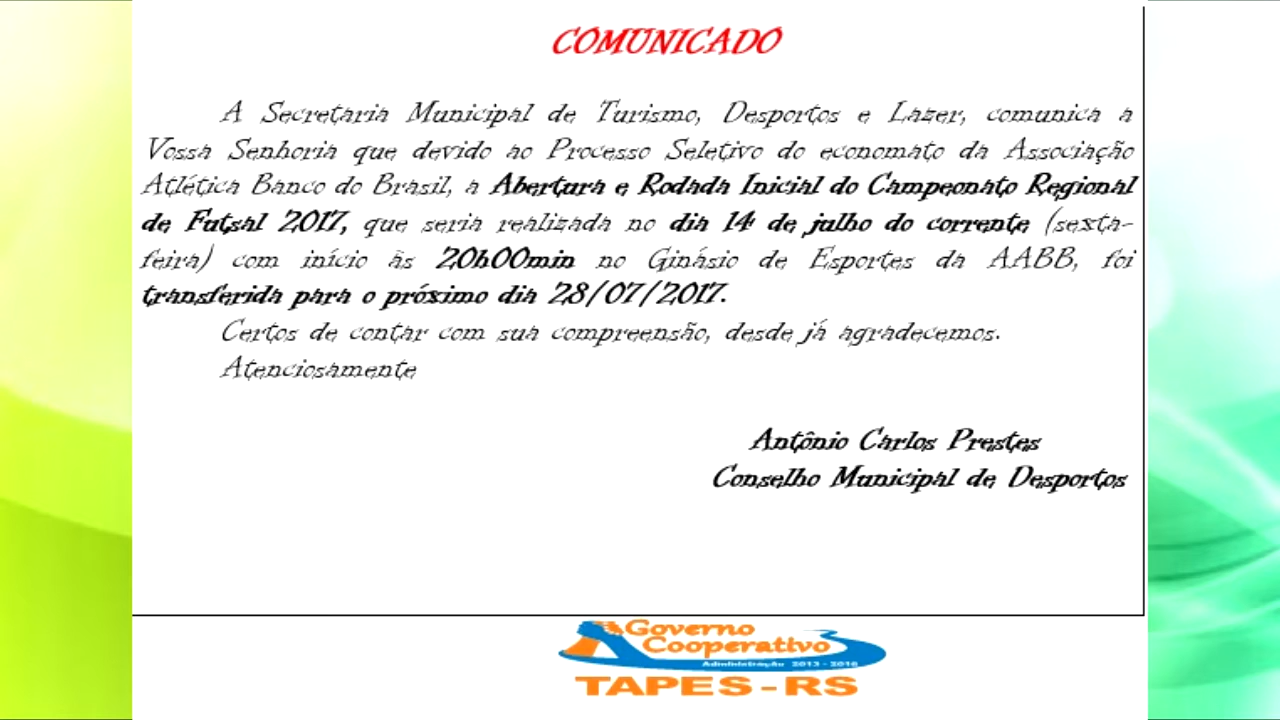 COMUNICADO
A Secretaria Municipal de Turismo, Desportos e Lazer, comunica a
Vossa Senhoria que devido ao Processo Seletivo do economato da Associação
Atlética Banco do Brasil, a Abertura e Rodada Inicial do Campeonato Regional
de Futsal 2017, que seria realizada no dia 14 de julho do corrente (sexta-
feira) com início às 20h00min no Ginásio de Esportes da AABB, foi
transferida para o próximo dia 28/07/2017.
Certos de contar com sua compreensão, desde já agradecemos.
Atenciosamente
Antônio Carlos Prestes
Conselho Municipal de Desportos
Governo
Cooperativo
Administração 2013 - 2016
TAPES - RS